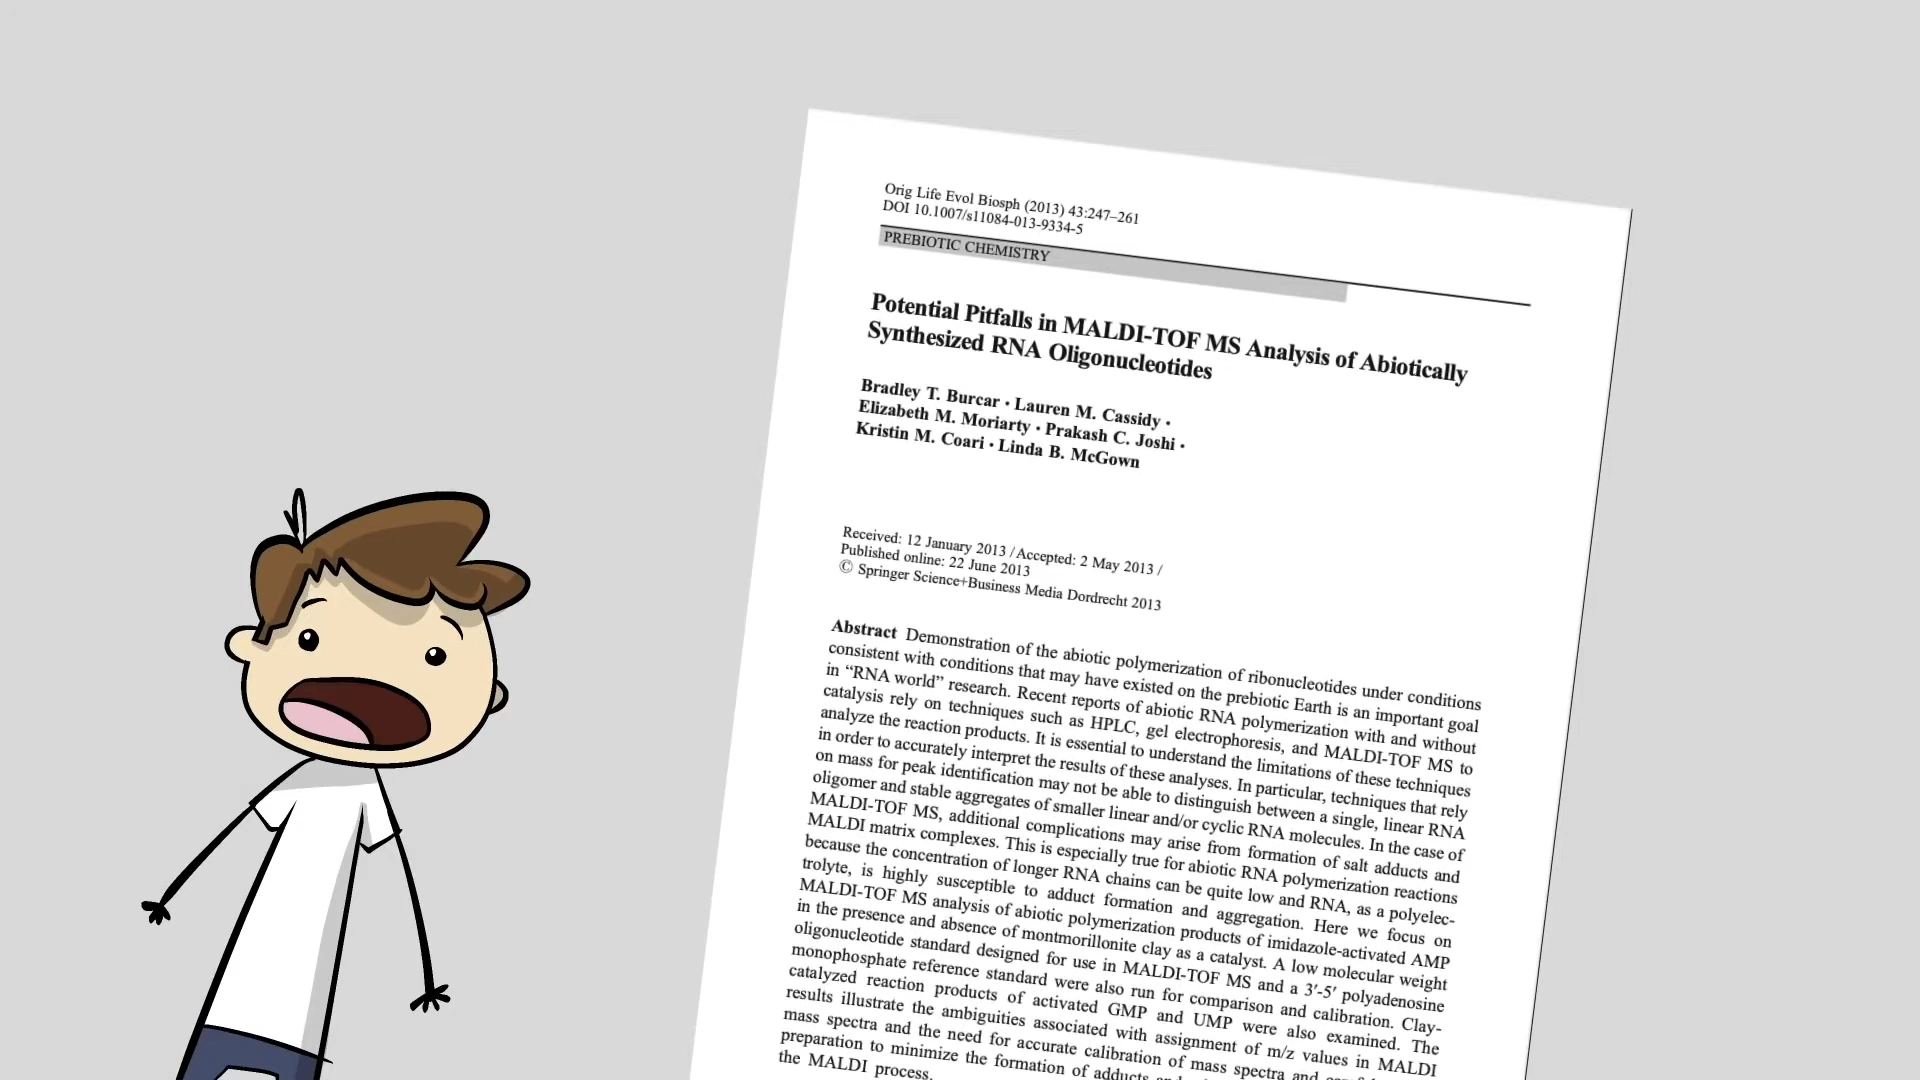 Orig Life Evol Biosph (2013) 43:247–261
DOI 10.1007/s11084-013-9334-5
PREBIOTIC CHEMISTRY
Potential Pitfalls in MALDI-TOF MS Analysis of Abiotically
Synthesized RNA Oligonucleotides
Bradley T. Burcar · Lauren M. Cassidy ·
Elizabeth M. Moriarty · Prakash C. Joshi ·
Kristin M. Coari · Linda B. McGown
Received: 12 January 2013 / Accepted: 2 May 2013 /
Published online: 22 June 2013
© Springer Science+Business Media Dordrecht 2013
Abstract Demonstration of the abiotic polymerization of ribonucleotides under conditions
consistent with conditions that may have existed on the prebiotic Earth is an important goal
in “RNA world” research. Recent reports of abiotic RNA polymerization with and without
catalysis rely on techniques such as HPLC, gel electrophoresis, and MALDI-TOF MS to
analyze the reaction products. It is essential to understand the limitations of these techniques
in order to accurately interpret the results of these analyses. In particular, techniques that rely
on mass for peak identification may not be able to distinguish between a single, linear RNA
oligomer and stable aggregates of smaller linear and/or cyclic RNA molecules. In the case of
MALDI-TOF MS, additional complications may arise from formation of salt adducts and
MALDI matrix complexes. This is especially true for abiotic RNA polymerization reactions
because the concentration of longer RNA chains can be quite low and RNA, as a polyelec-
trolyte, is highly susceptible to adduct formation and aggregation. Here we focus on
MALDI-TOF MS analysis of abiotic polymerization products of imidazole-activated AMP
in the presence and absence of montmorillonite clay as a catalyst. A low molecular weight
oligonucleotide standard designed for use in MALDI-TOF MS and a 3′-5′ polyadenosine
monophosphate reference standard were also run for comparison and calibration. Clay-
catalyzed reaction products of activated GMP and UMP were also examined. The
results illustrate the ambiguities associated with assignment of m/z values in MALDI
mass spectra and the need for accurate calibration of mass spectra and
preparation to minimize the formation of adducts
the MALDI process.